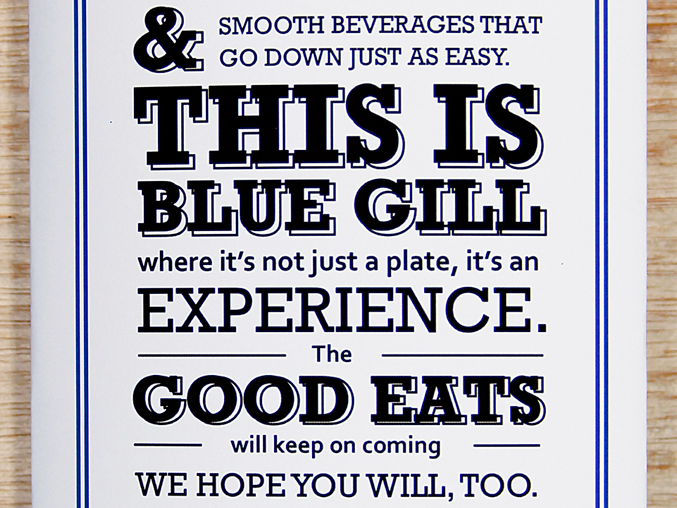 & SMOOTH BEVERAGES THAT
GO DOWN JUST AS EASY.
THIS IS
BLUE GILL
where it's not just a plate, it's an
EXPERIENCE.
The
GOOD EATS
will keep on coming
WE HOPE YOU WILL, TOO.